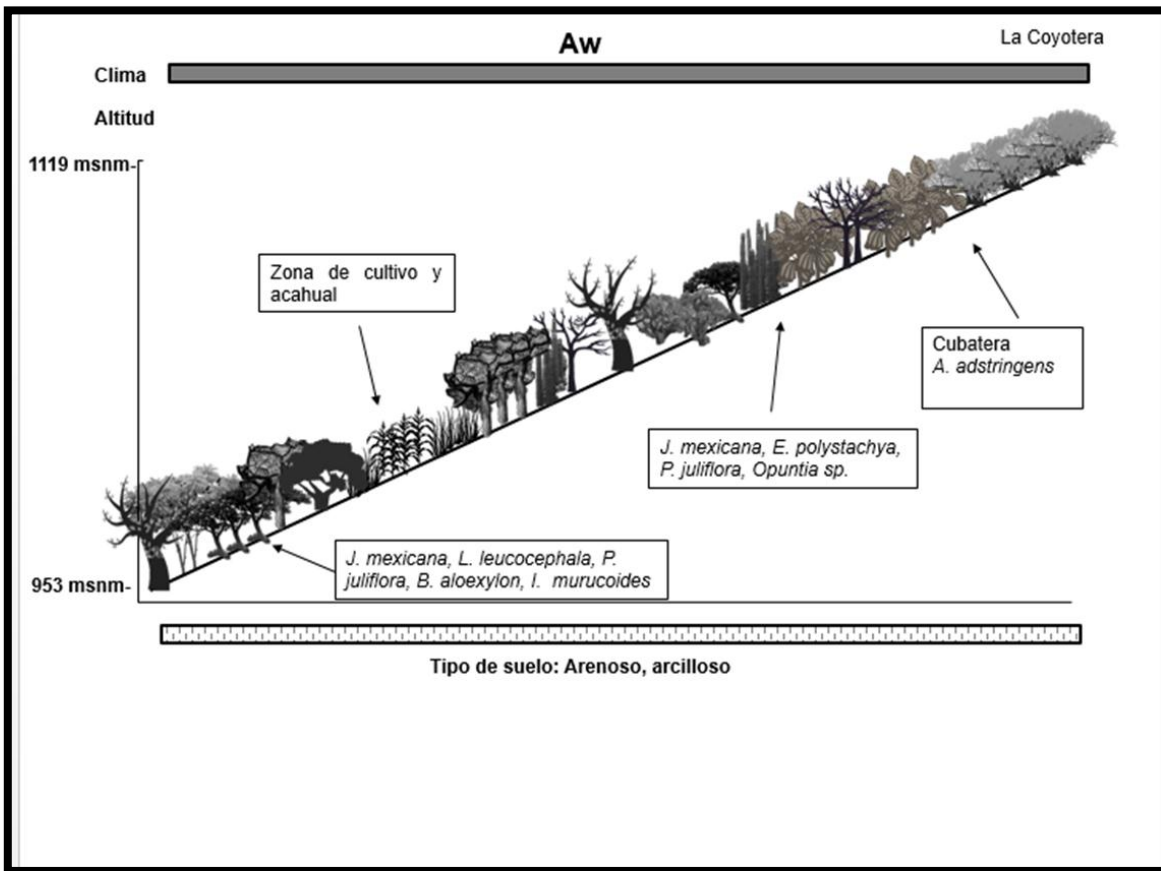 Aw
La Coyotera
Clima
Altitud
1119 msnm-
Zona de cultivo y
acahual
Cubatera
A. adstringens
J. mexicana, E. polystachya,
P. juliflora, Opuntia sp.
J. mexicana, L. leucocephala, P.
juliflora, B. aloexylon, I. murucoides
953 msnm-
Tipo de suelo: Arenoso, arcilloso